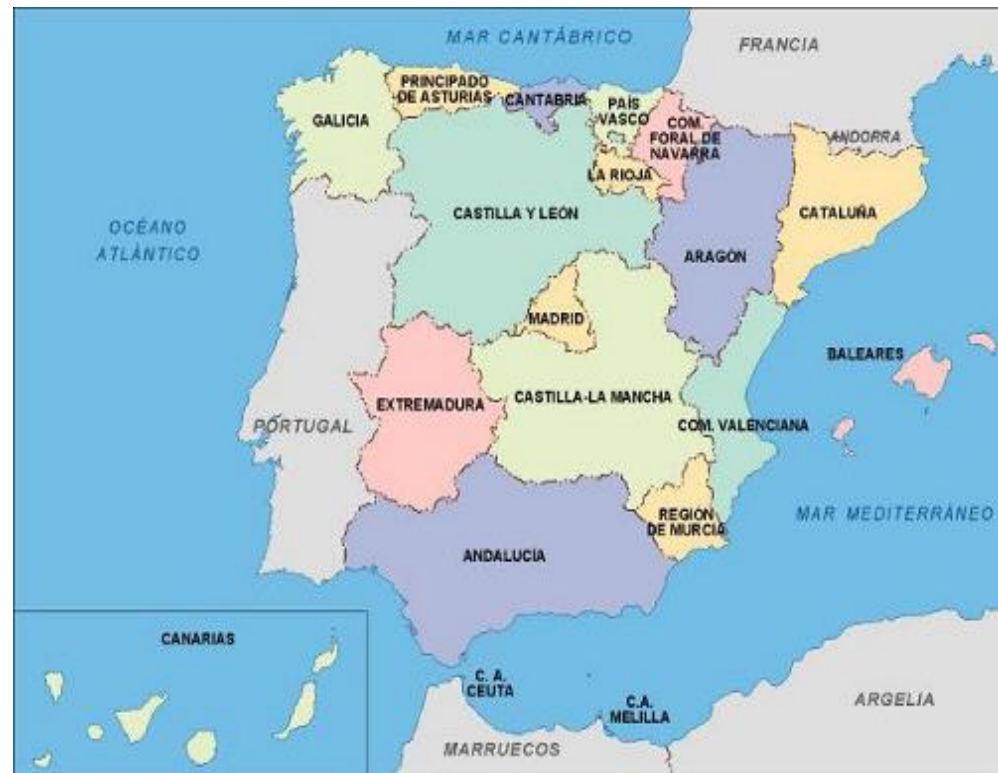 MAR CANTÁBRICO
FRANCIA
PRINCIPADO
DE ASTURIAS
CANTABRIA
PAÍS
VASCO
GALICIA
COM.
FORAL DE
NAVARRA
ANDORRA
LA RIOJA
CASTILLA Y LEÓN
CATALUÑA
OCÉANO
ATLÁNTICO
ARAGÓN
MADRID
BALEARES
CASTILLA-LA MANCHA
EXTREMADURA
PORTUGAL
COM. VALENCIANA
REGIÓN
DE MURCIA
MAR MEDITERRÁNEO
ANDALUCÍA
CANARIAS
C. A.
CEUTA
C.A.
MELILLA
ARGELIA
MARRUECOS